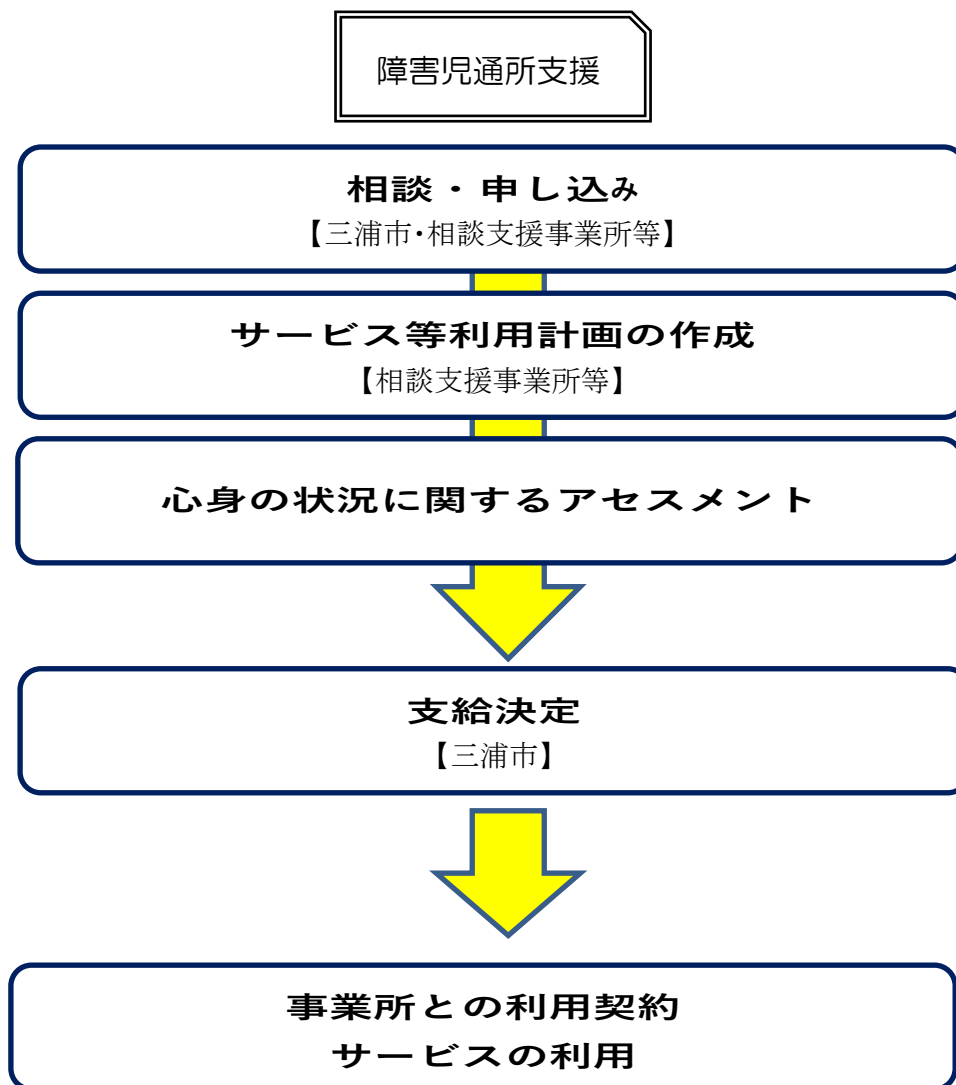 障害児通所支援
相談・申し込み
【三浦市・相談支援事業所等】
サービス等利用計画の作成
【相談支援事業所等】
心身の状況に関するアセスメント
支給決定
【三浦市】
事業所との利用契約
サービスの利用